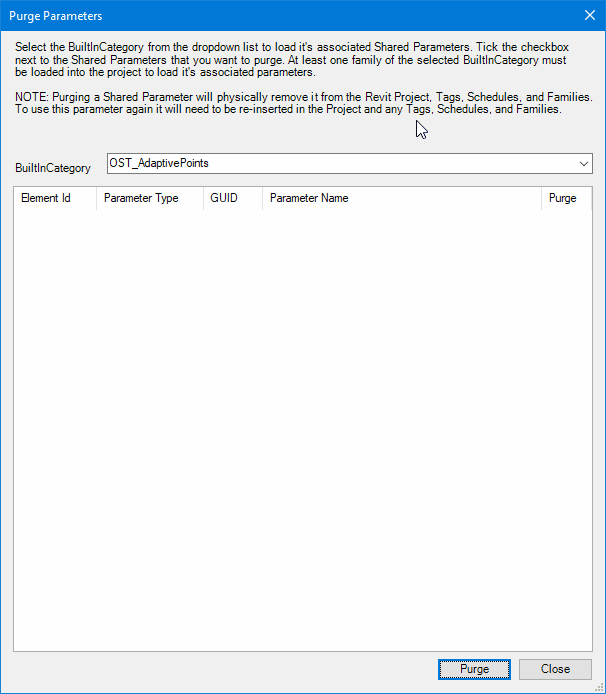 Purge Parameters
Select the BuiltInCategory from the dropdown list to load it's associated Shared Parameters. Tick the checkbox
next to the Shared Parameters that you want to purge. At least one family of the selected BuiltInCategory must
be loaded into the project to load it's associated parameters.
NOTE: Purging a Shared Parameter will physically remove it from the Revit Project, Tags, Schedules, and Families.
To use this parameter again it will need to be re-inserted in the Project and any Tags, Schedules, and Families.
BuiltInCategory OST_AdaptivePoints
Element Id Parameter Type GUID Parameter Name Purge
Purge Close